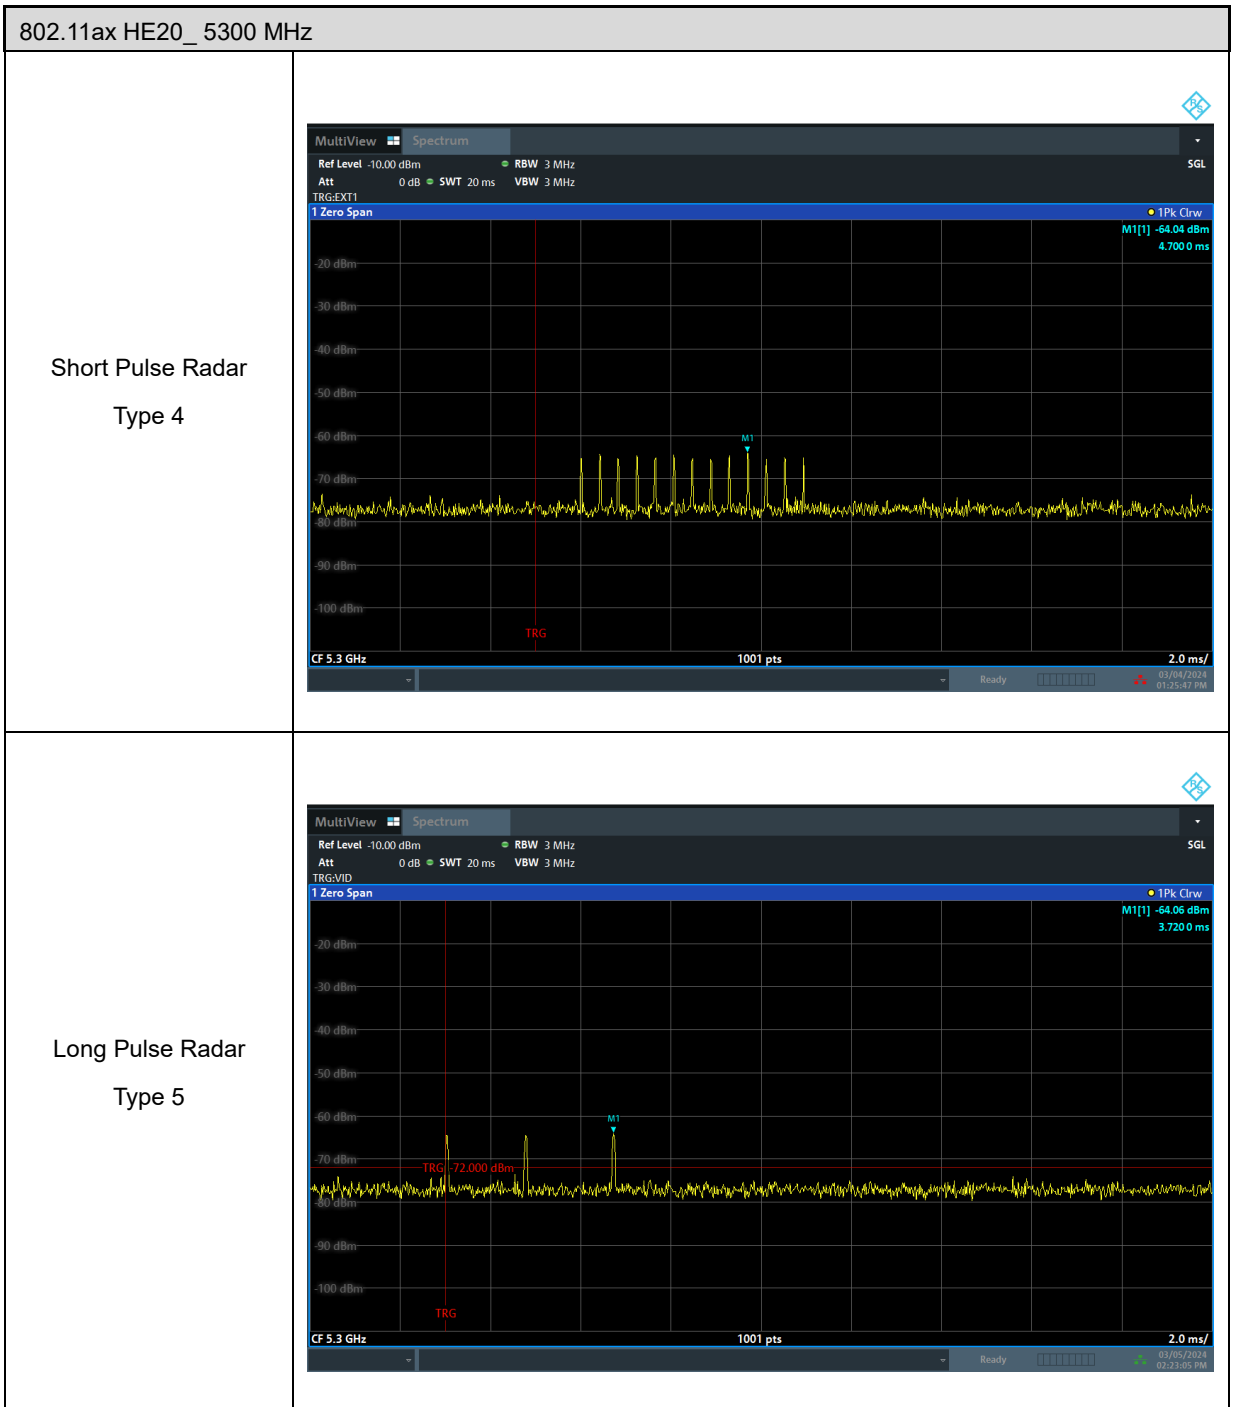 802.11ax HE20_ 5300 MHz
Short Pulse Radar
Type 4
R S
MultiView Spectrum
Ref Level -10.00 dBm RBW 3 MHz SGL
Att 0 dB SWT 20 ms VBW 3 MHz
TRG:EXT1
1 Zero Span 1Pk Clrw
M1[1] -64.04 dBm
4.700 0 ms
-20 dBm
-30 dBm
-40 dBm
-50 dBm
-60 dBm
M1
-70 dBm
-80 dBm
-90 dBm
-100 dBm
TRG
CF 5.3 GHz 1001 pts 2.0 ms/
Ready 03/04/2024
01:25:47 PM
Long Pulse Radar
Type 5
R S
MultiView Spectrum
Ref Level -10.00 dBm RBW 3 MHz SGL
Att 0 dB SWT 20 ms VBW 3 MHz
TRG:VID
1 Zero Span 1Pk Clrw
M1[1] -64.06 dBm
3.720 0 ms
-20 dBm
-30 dBm
-40 dBm
-50 dBm
-60 dBm
M1
-70 dBm
TRG -72.000 dBm
-80 dBm
-90 dBm
-100 dBm
TRG
CF 5.3 GHz 1001 pts 2.0 ms/
Ready 03/05/2024
02:23:05 PM